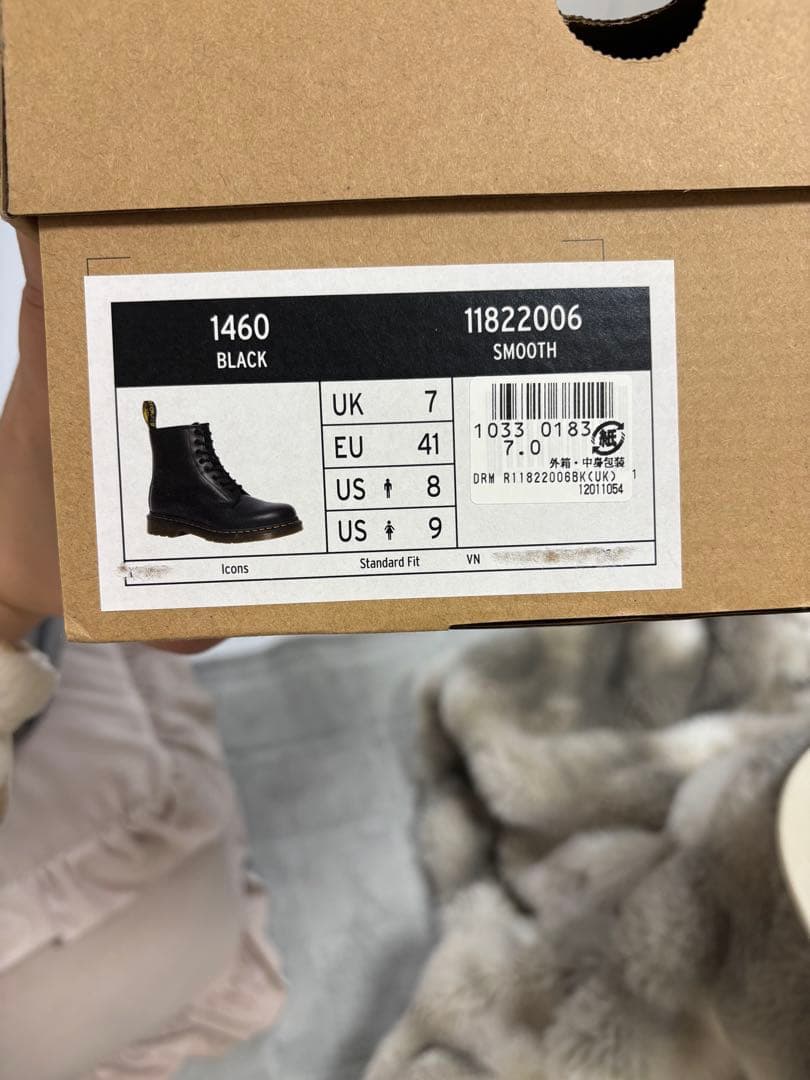 1460
BLACK
11822006
SMOOTH
UK 7
EU 41
US 8
US 9
1033 0183
7.0
紙
外箱・中身包装
DRM R11822006BK(UK) 1
12011054
Icons
Standard Fit
VN